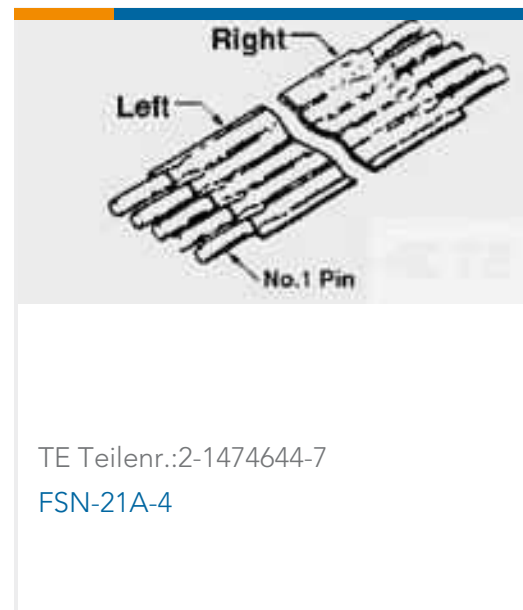 Right
Left
No.1 Pin
TE Teilenr.:2-1474644-7
FSN-21A-4